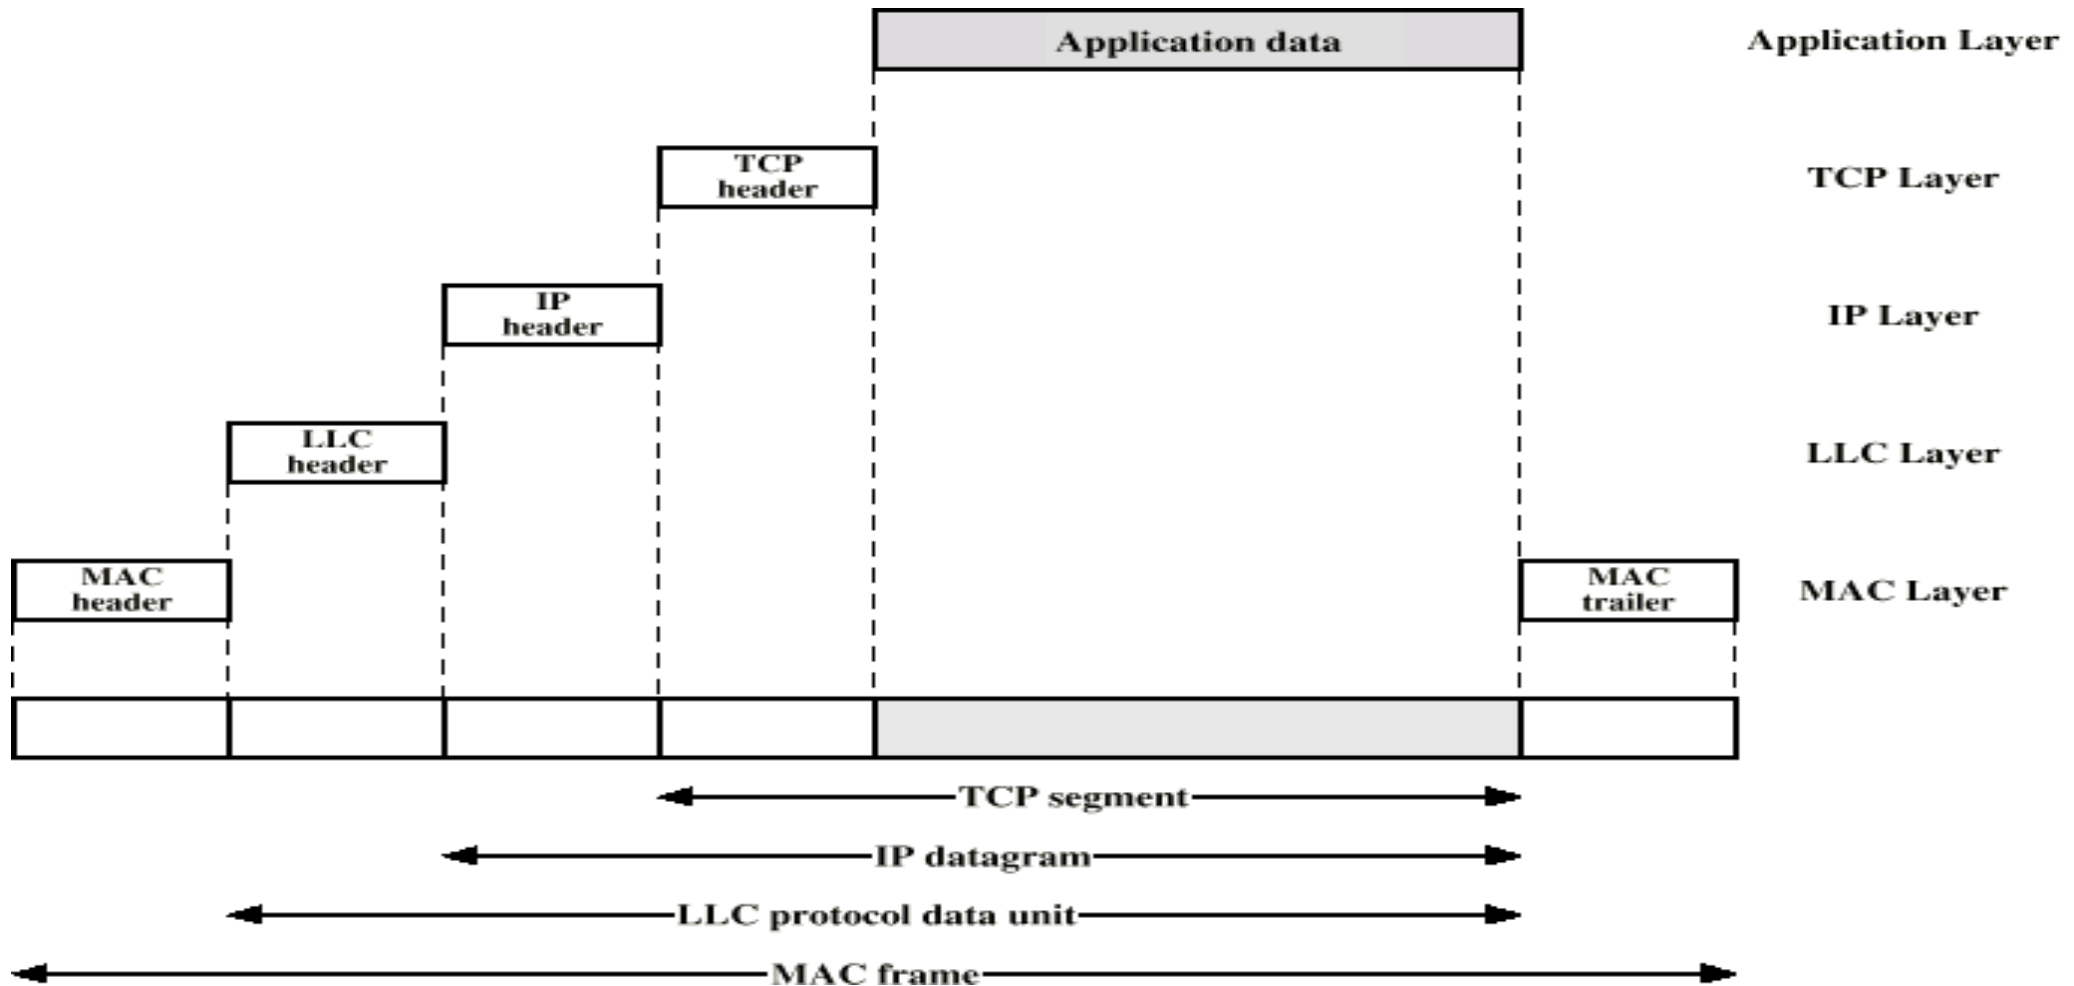 Application data
Application Layer
TCP
header
TCP Layer
IP
header
IP Layer
LLC
header
LLC Layer
MAC
header
MAC
trailer
MAC Layer
TCP segment
IP datagram
LLC protocol data unit
MAC frame